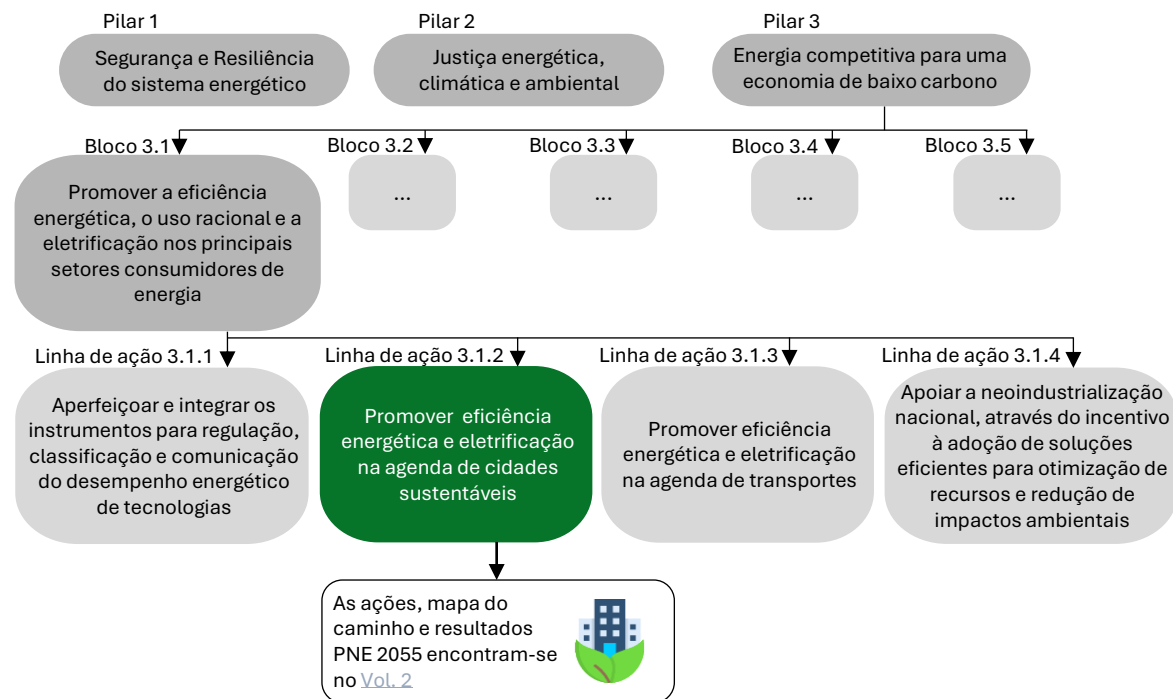 Pilar 1
Segurança e Resiliência
do sistema energético
Pilar 2
Justiça energética,
climática e ambiental
Pilar 3
Energia competitiva para uma
economia de baixo carbono
Bloco 3.1
Promover a eficiência
energética, o uso racional e a
eletrificação nos principais
setores consumidores de
energia
Bloco 3.2
...
Bloco 3.3
...
Bloco 3.4
...
Bloco 3.5
...
Linha de ação 3.1.1
Aperfeiçoar e integrar os
instrumentos para regulação,
classificação e comunicação
do desempenho energético
de tecnologias
Linha de ação 3.1.2
Promover eficiência
energética e eletrificação
na agenda de cidades
sustentáveis
Linha de ação 3.1.3
Promover eficiência
energética e eletrificação
na agenda de transportes
Linha de ação 3.1.4
Apoiar a neoindustrialização
nacional, através do incentivo
à adoção de soluções
eficientes para otimização de
recursos e redução de
impactos ambientais
As ações, mapa do
caminho e resultados
PNE 2055 encontram-se
no Vol. 2